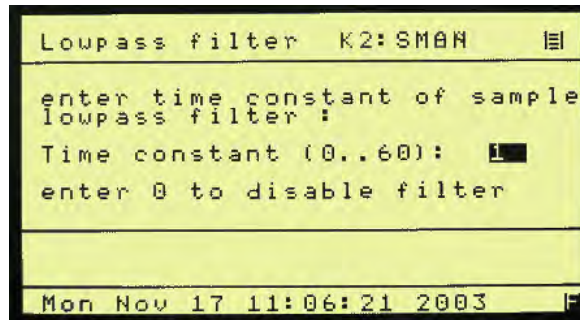 Lowpass filter K2:SMAN
enter time constant of sample
lowpass filter :
Time constant (0..60): 1
enter 0 to disable filter
Mon Nov 17 11:06:21 2003